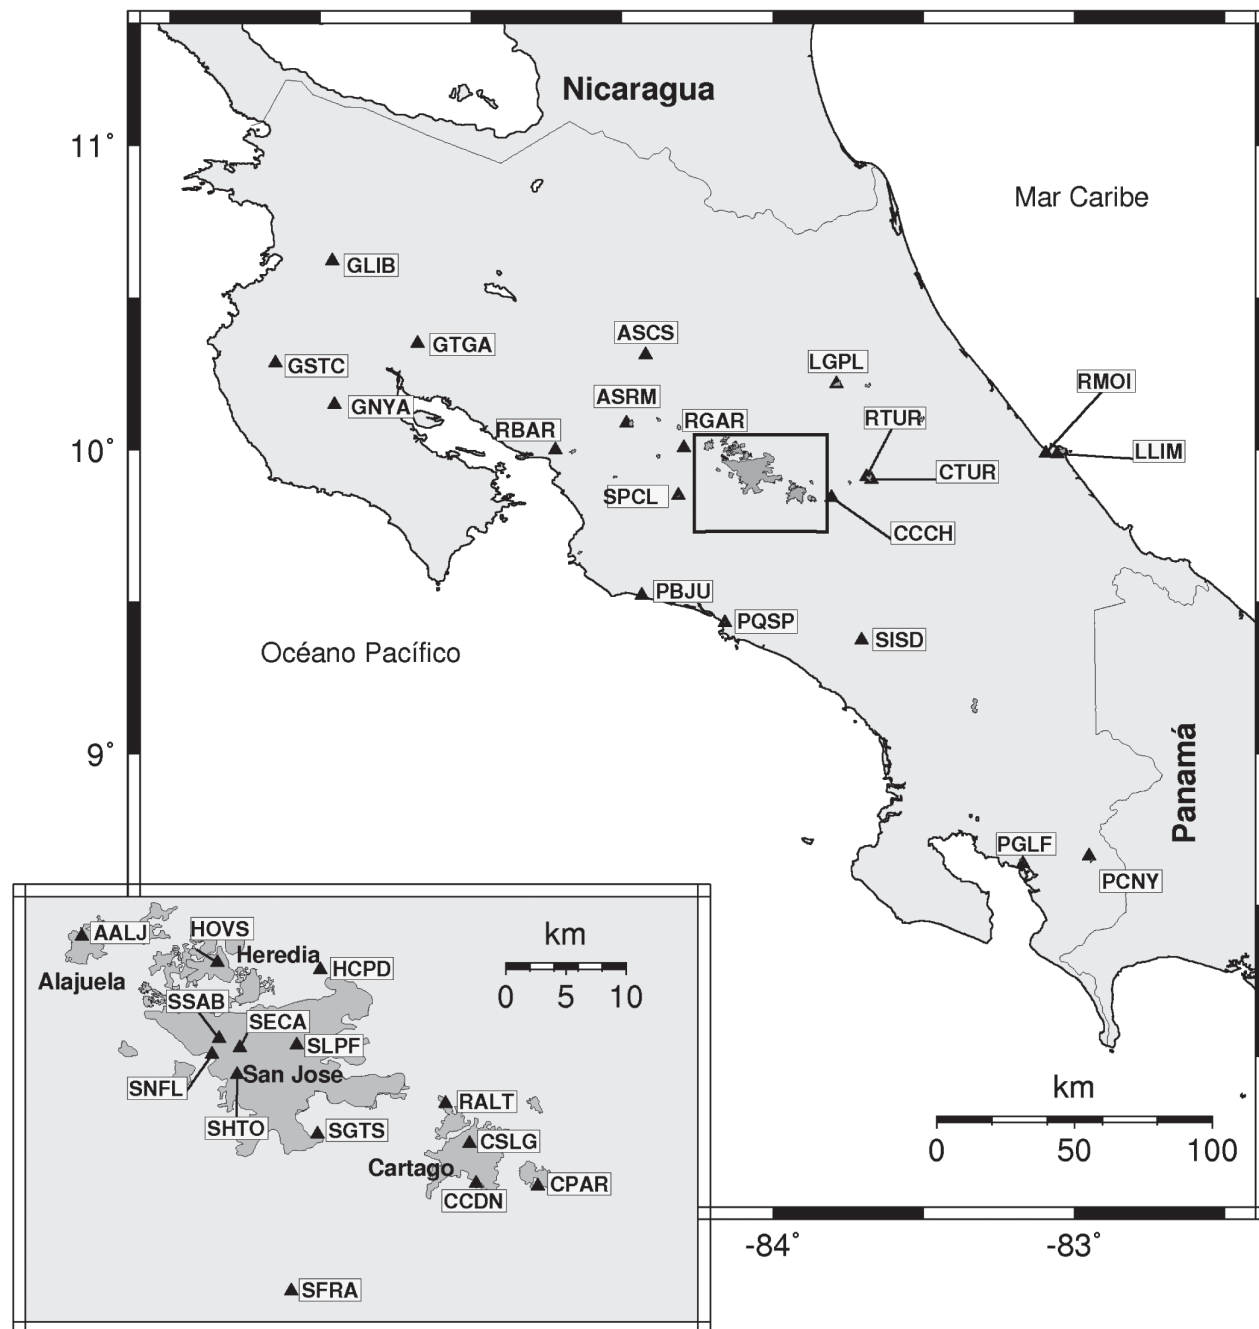 Nicaragua
11°
Mar Caribe
GLIB
GTGA
ASCS
GSTC
LGPL
RMOI
GNYA
ASRM
RTUR
RGAR
RBAR
10°
LLIM
CTUR
SPCL
CCCH
PBJU
PQSP
SISD
Océano Pacífico
9°
Panamá
PGLF
PCNY
HOVS
AALJ
km
Heredia
HCPD
Alajuela
0 5 10
SSAB
SECA
SLPF
San Jose
SNFL
km
RALT
SHTO
SGTS
CSLG
0 50 100
Cartago
CPAR
CCDN
-84°
-83°
SFRA